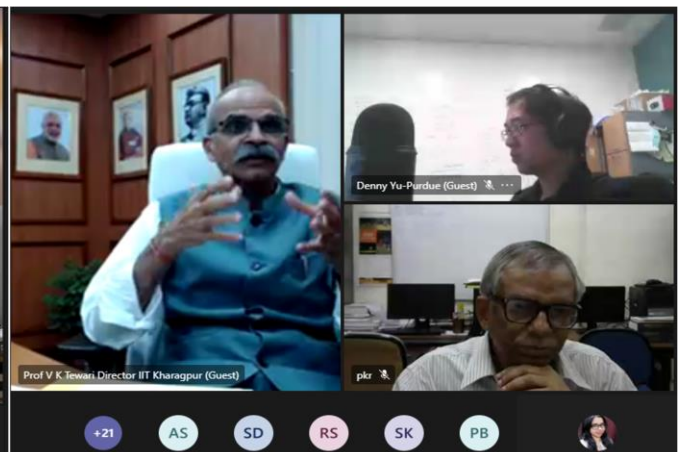 Denny Yu-Purdue (Guest)
Prof V K Tewari Director IIT Kharagpur (Guest)
pkr
+21
AS
SD
RS
SK
PB